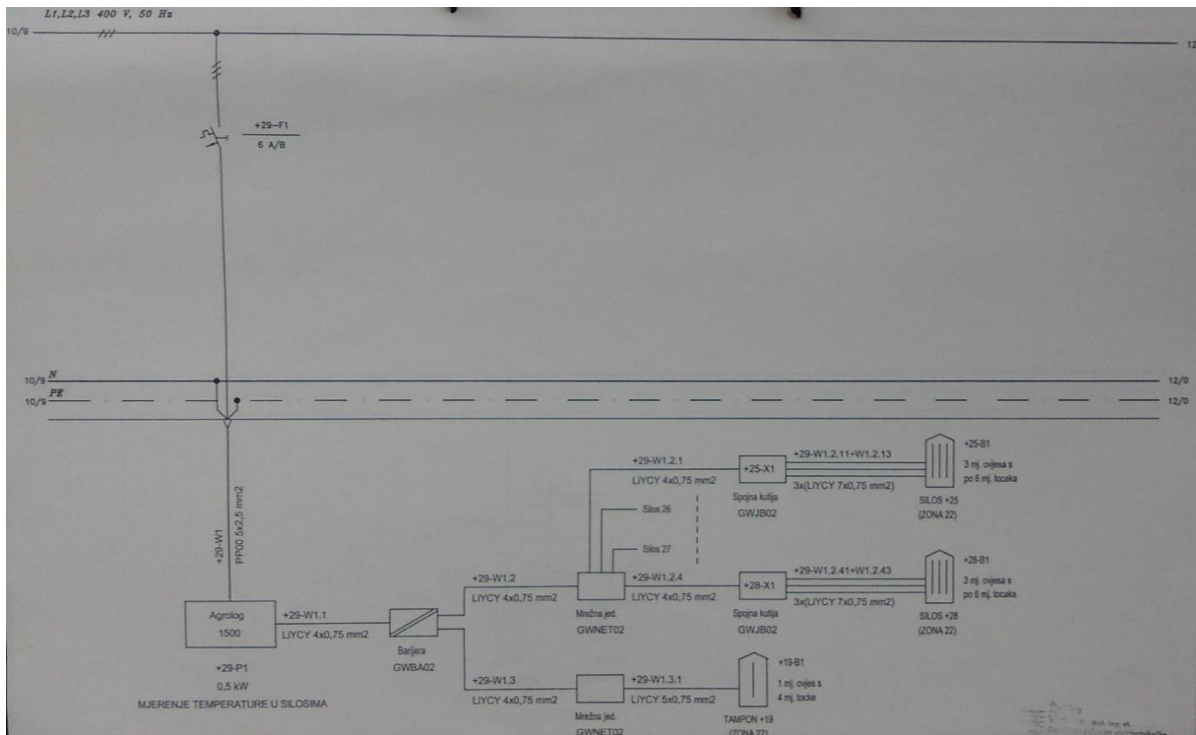 L1,L2,L3 400 V, 50 Hz
10/9
12
+29-F1
6 A/B
10/9 N 12/0
10/9 PE 12/0
+29-W1
PP00 5x2,5 mm2
+29-W1.2.1
LiYCY 4x0,75 mm2
+25-X1
Spojna kutija
GWJB02
+29-W1.2.11÷W1.2.13
3x(LiYCY 7x0,75 mm2)
SILOS +25
(ZONA 22)
+25-B1
3 mj. ovjesa s
po 6 mj. tocaka
Silos 26
Silos 27
+29-W1.2
LiYCY 4x0,75 mm2
Mrežna jed.
GWNET02
+29-W1.2.4
LiYCY 4x0,75 mm2
+28-X1
Spojna kutija
GWJB02
+29-W1.2.41÷W1.2.43
3x(LiYCY 7x0,75 mm2)
SILOS +28
(ZONA 22)
+28-B1
3 mj. ovjesa s
po 6 mj. tocaka
Agrolog
1500
+29-P1
0,5 kW
MJERENJE TEMPERATURE U SILOSIMA
+29-W1.1
LiYCY 4x0,75 mm2
Barijera
GWBA02
+29-W1.3
LiYCY 4x0,75 mm2
Mrežna jed.
GWNET02
+29-W1.3.1
LiYCY 5x0,75 mm2
TAMPON +19
(ZONA 22)
+19-B1
1 mj. ovjes s
4 mj. tocke